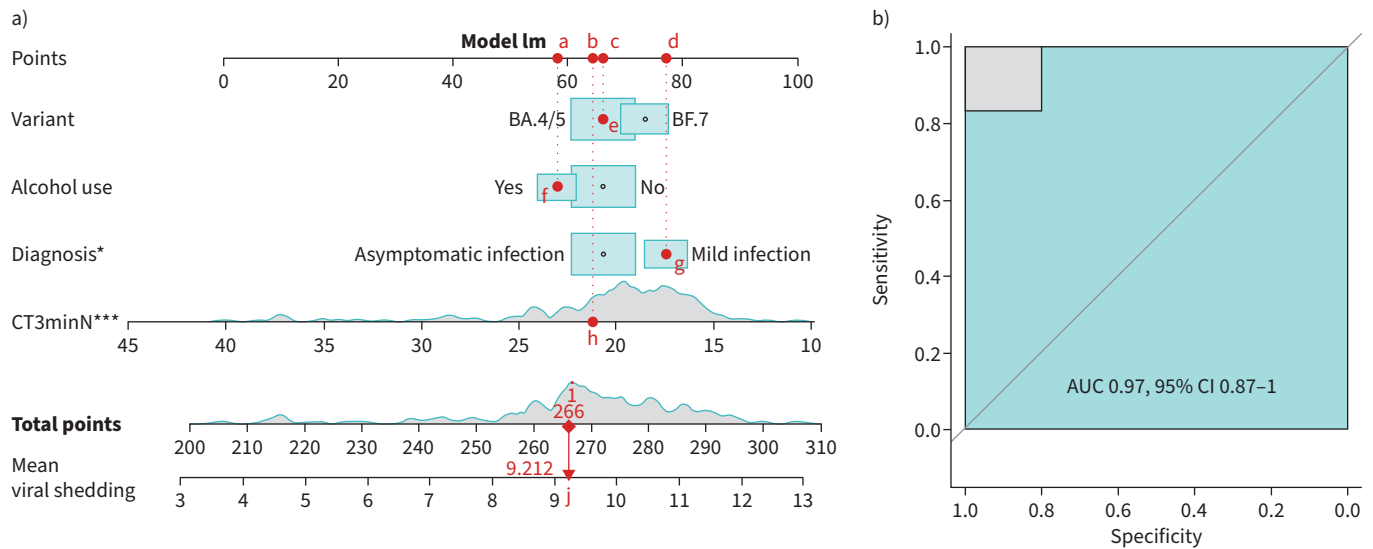 a)
Model lm a b c d
Points
0 20 40 60 80 100
Variant BA.4/5 e BF.7
Alcohol use Yes f No
Diagnosis* Asymptomatic infection g Mild infection
CT3minN***
h
45 40 35 30 25 20 15 10
1
266
Total points
200 210 220 230 240 250 260 270 280 290 300 310
Mean
viral shedding
9.212
j
3 4 5 6 7 8 9 10 11 12 13
b)
Sensitivity
1.0
0.8
0.6
0.4
0.2
0.0
AUC 0.97, 95% CI 0.87–1
1.0 0.8 0.6 0.4 0.2 0.0
Specificity